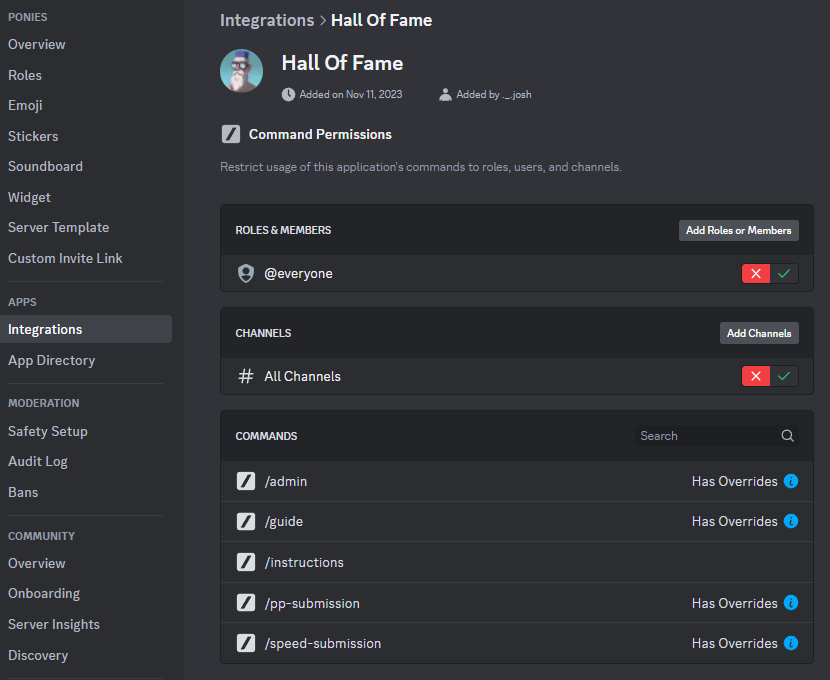 PONIES
Overview
Roles
Emoji
Stickers
Soundboard
Widget
Server Template
Custom Invite Link
APPS
Integrations
App Directory
MODERATION
Safety Setup
Audit Log
Bans
COMMUNITY
Overview
Onboarding
Server Insights
Discovery
Integrations > Hall Of Fame
Hall Of Fame
Added on Nov 11, 2023 Added by ._.josh
Command Permissions
Restrict usage of this application's commands to roles, users, and channels.
ROLES & MEMBERS Add Roles or Members
@everyone
CHANNELS Add Channels
# All Channels
COMMANDS Search
/admin Has Overrides
/guide Has Overrides
/instructions
/pp-submission Has Overrides
/speed-submission Has Overrides